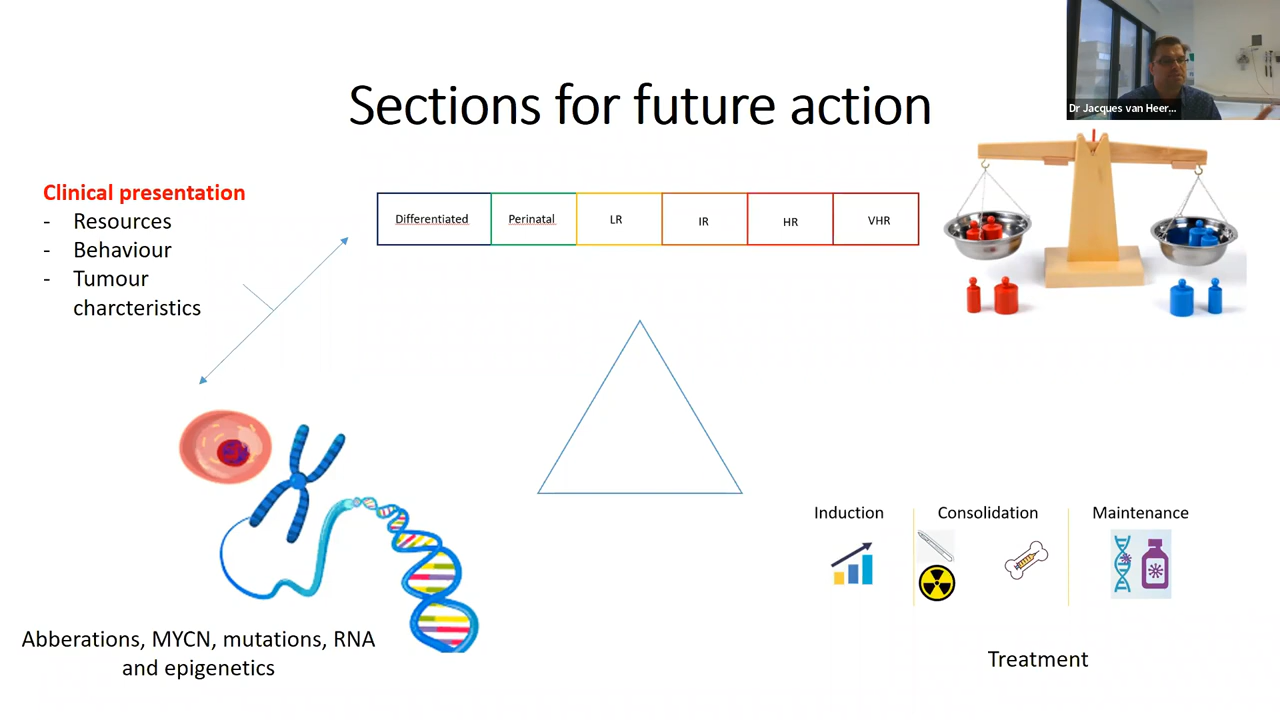 Dr Jacques van Heer...
Sections for future action
Clinical presentation
- Resources
- Behaviour
- Tumour
charcteristics
Differentiated Perinatal LR IR HR VHR
Induction Consolidation Maintenance
Abberations, MYCN, mutations, RNA
and epigenetics
Treatment